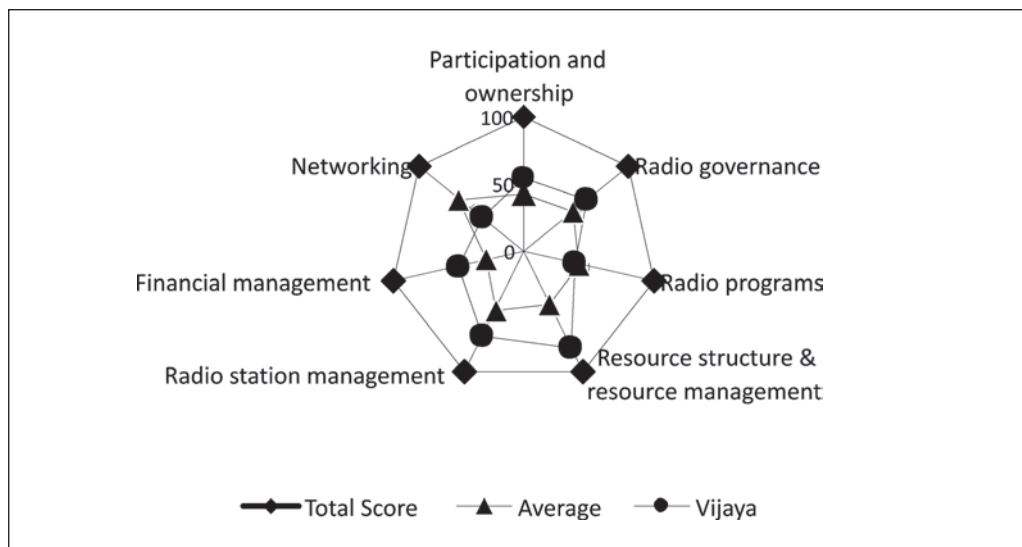 Participation and
ownership
100
Networking
Radio governance
50
0
Financial management
Radio programs
Radio station management
Resource structure &
resource management
Total Score
Average
Vijaya